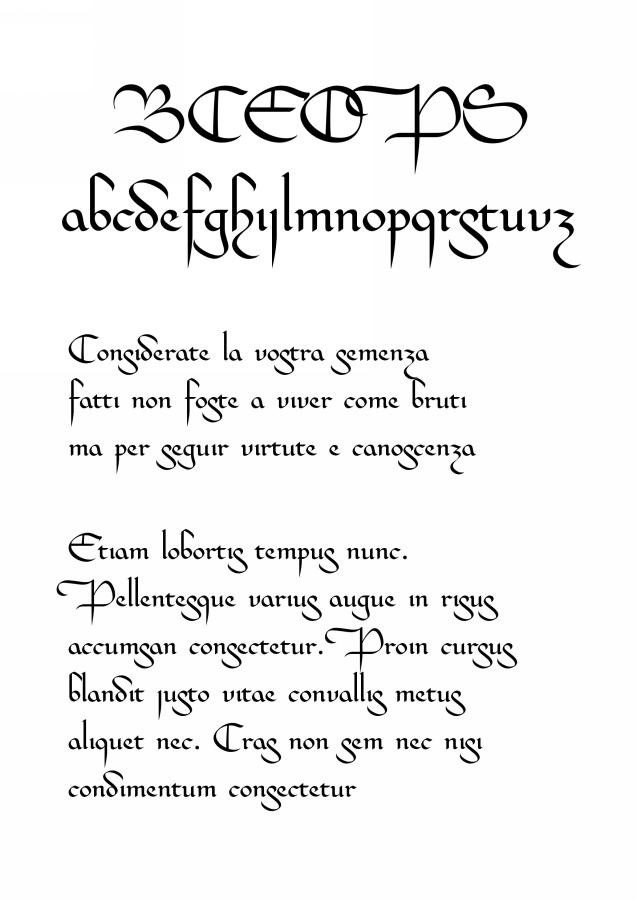 BCEOPS
abcdefghijlmnopqrstuvz
Considerate la vostra semenza
fatti non foste a viver come bruti
ma per seguir virtute e canoscenza
Etiam lobortis tempus nunc.
Pellentesque varius augue in risus
accumsan consectetur. Proin cursus
blandit justo vitae convallis metus
aliquet nec. Cras non sem nec nisi
condimentum consectetur